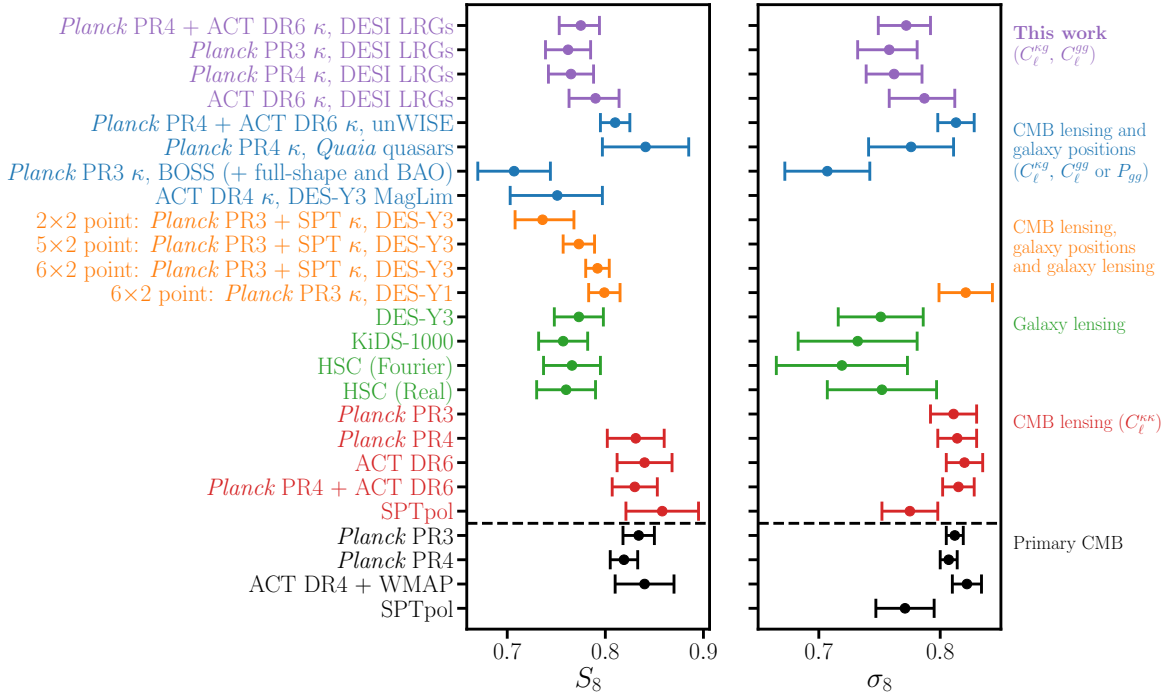 Planck PR4 + ACT DR6 κ, DESI LRGs
Planck PR3 κ, DESI LRGs
Planck PR4 κ, DESI LRGs
ACT DR6 κ, DESI LRGs
Planck PR4 + ACT DR6 κ, unWISE
Planck PR4 κ, Quaia quasars
Planck PR3 κ, BOSS (+ full-shape and BAO)
ACT DR4 κ, DES-Y3 MagLim
2×2 point: Planck PR3 + SPT κ, DES-Y3
5×2 point: Planck PR3 + SPT κ, DES-Y3
6×2 point: Planck PR3 + SPT κ, DES-Y3
6×2 point: Planck PR3 κ, DES-Y1
DES-Y3
KiDS-1000
HSC (Fourier)
HSC (Real)
Planck PR3
Planck PR4
ACT DR6
Planck PR4 + ACT DR6
SPTpol
Planck PR3
Planck PR4
ACT DR4 + WMAP
SPTpol
0.7 0.8 0.9
S₈
0.7 0.8
σ₈
This work
(C_ℓ^{κg}, C_ℓ^{gg})
CMB lensing and
galaxy positions
(C_ℓ^{κg}, C_ℓ^{gg} or P_{gg})
CMB lensing,
galaxy positions
and galaxy lensing
Galaxy lensing
CMB lensing (C_ℓ^{κκ})
Primary CMB